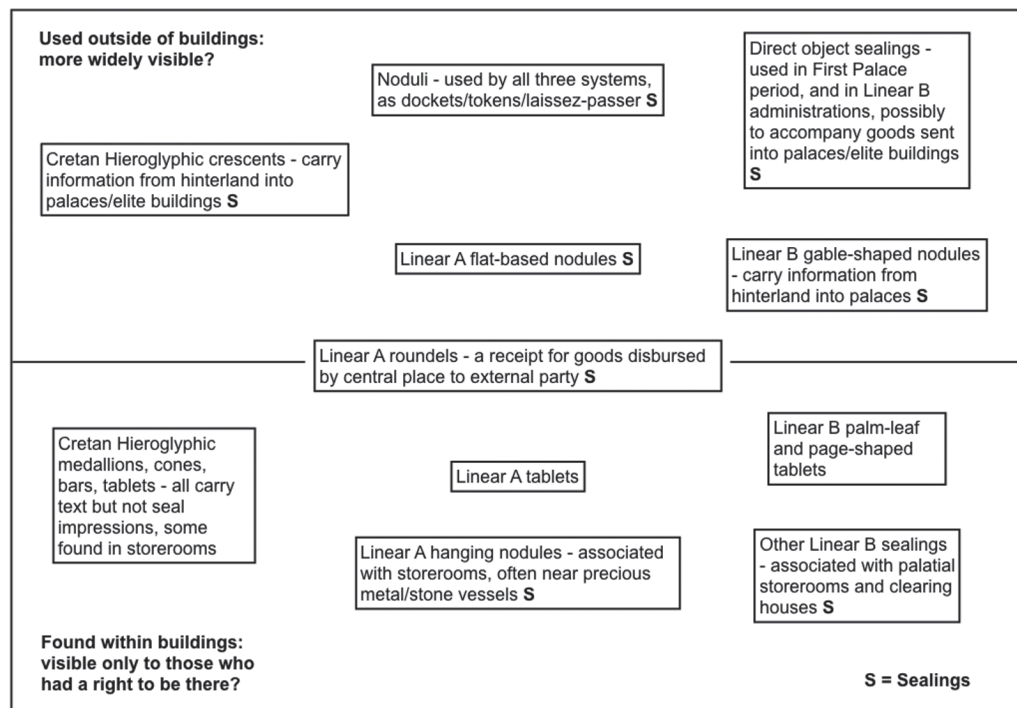 Used outside of buildings:
more widely visible?
Noduli - used by all three systems,
as dockets/tokens/laissez-passer S
Direct object sealings -
used in First Palace
period, and in Linear B
administrations, possibly
to accompany goods sent
into palaces/elite buildings
S
Cretan Hieroglyphic crescents - carry
information from hinterland into
palaces/elite buildings S
Linear A flat-based nodules S
Linear B gable-shaped nodules
- carry information from
hinterland into palaces S
Linear A roundels - a receipt for goods disbursed
by central place to external party S
Cretan Hieroglyphic
medallions, cones,
bars, tablets - all carry
text but not seal
impressions, some
found in storerooms
Linear A tablets
Linear B palm-leaf
and page-shaped
tablets
Linear A hanging nodules - associated
with storerooms, often near precious
metal/stone vessels S
Other Linear B sealings
- associated with palatial
storerooms and clearing
houses S
Found within buildings:
visible only to those who
had a right to be there?
S = Sealings